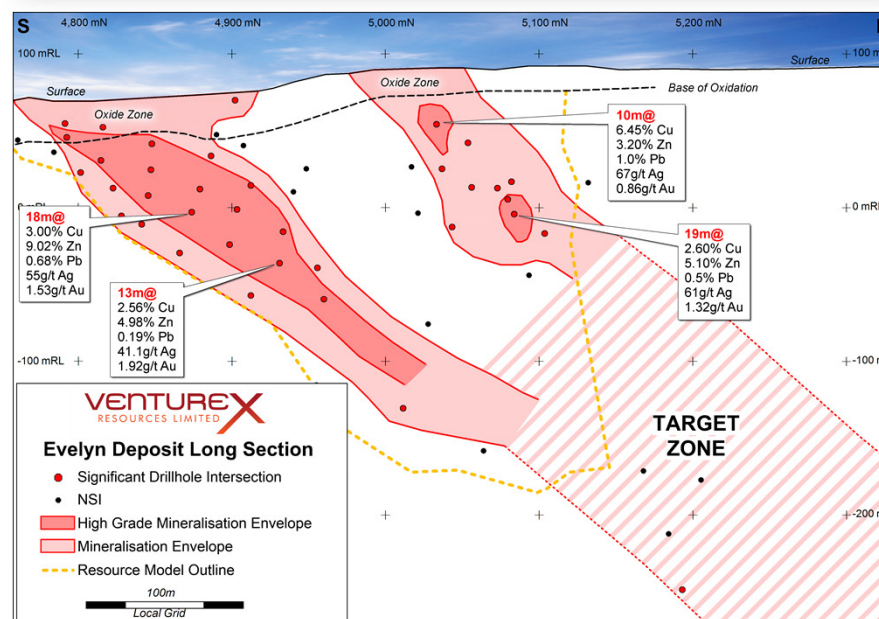 S
4,800 mN
4,900 mN
5,000 mN
5,100 mN
5,200 mN
100 mRL
100 m
Surface
Surface
Oxide Zone
Oxide Zone
Base of Oxidation
10m@
6.45% Cu
3.20% Zn
1.0% Pb
67g/t Ag
0.86g/t Au
0 mRL
0 m
18m@
3.00% Cu
9.02% Zn
0.68% Pb
55g/t Ag
1.53g/t Au
19m@
2.60% Cu
5.10% Zn
0.5% Pb
61g/t Ag
1.32g/t Au
13m@
2.56% Cu
4.98% Zn
0.19% Pb
41.1g/t Ag
1.92g/t Au
-100 mRL
-100 m
TARGET
ZONE
-200 m
VENTUREX
RESOURCES LIMITED
Evelyn Deposit Long Section
Significant Drillhole Intersection
NSI
High Grade Mineralisation Envelope
Mineralisation Envelope
Resource Model Outline
100m
Local Grid